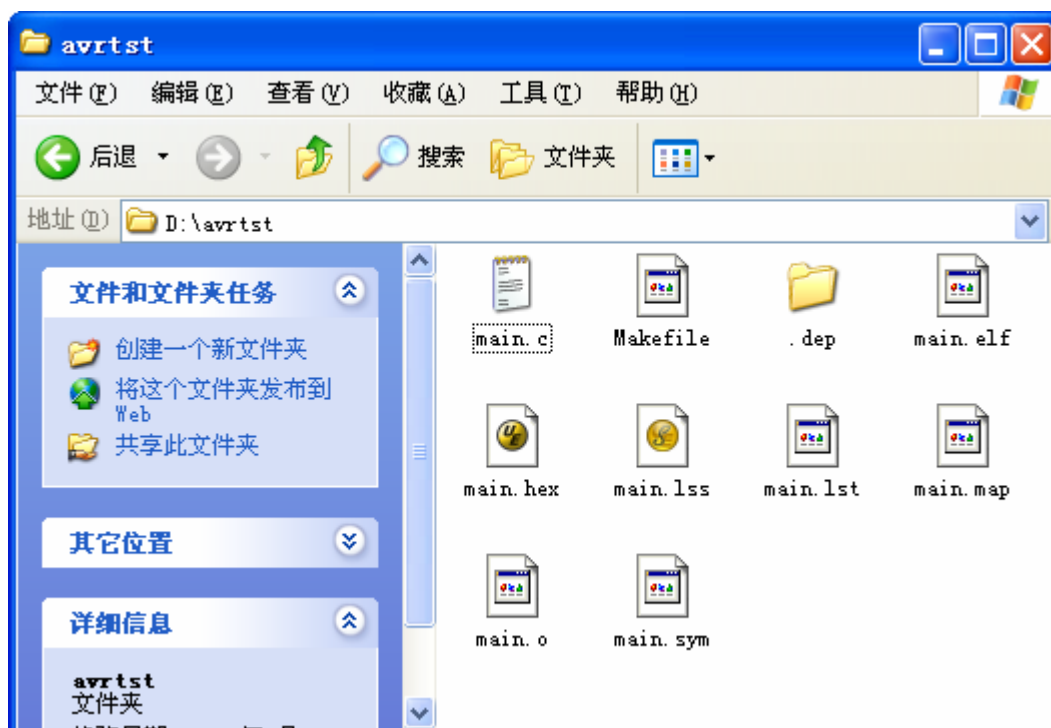 avrtst
文件(F) 编辑(E) 查看(V) 收藏(A) 工具(T) 帮助(H)
后退 搜索 文件夹
地址(D) D:\avrtst
文件和文件夹任务
创建一个新文件夹
将这个文件夹发布到
Web
共享此文件夹
其它位置
详细信息
avrtst
文件夹
main.c Makefile .dep main.elf
main.hex main.lss main.lst main.map
main.o main.sym